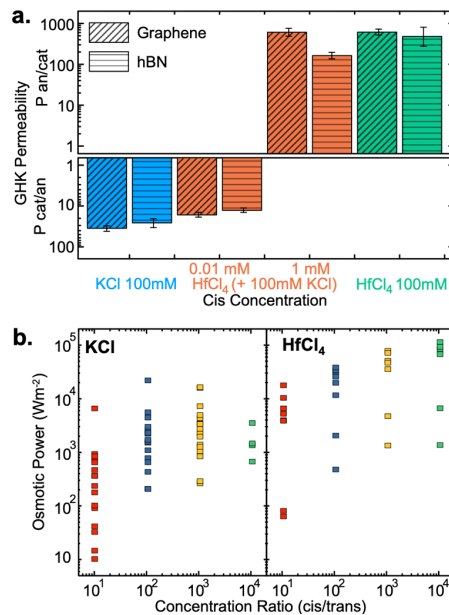 a.
Graphene
hBN
GHK Permeability
P an/cat
P cat/an
1000
100
10
1
1
10
100
0.01 mM 1 mM
KCl 100mM HfCl4 (+ 100mM KCl) HfCl4 100mM
Cis Concentration
b.
KCl HfCl4
Osmotic Power (Wm-2)
10^5
10^4
10^3
10^2
10
10^1 10^2 10^3 10^4 10^1 10^2 10^3 10^4
Concentration Ratio (cis/trans)